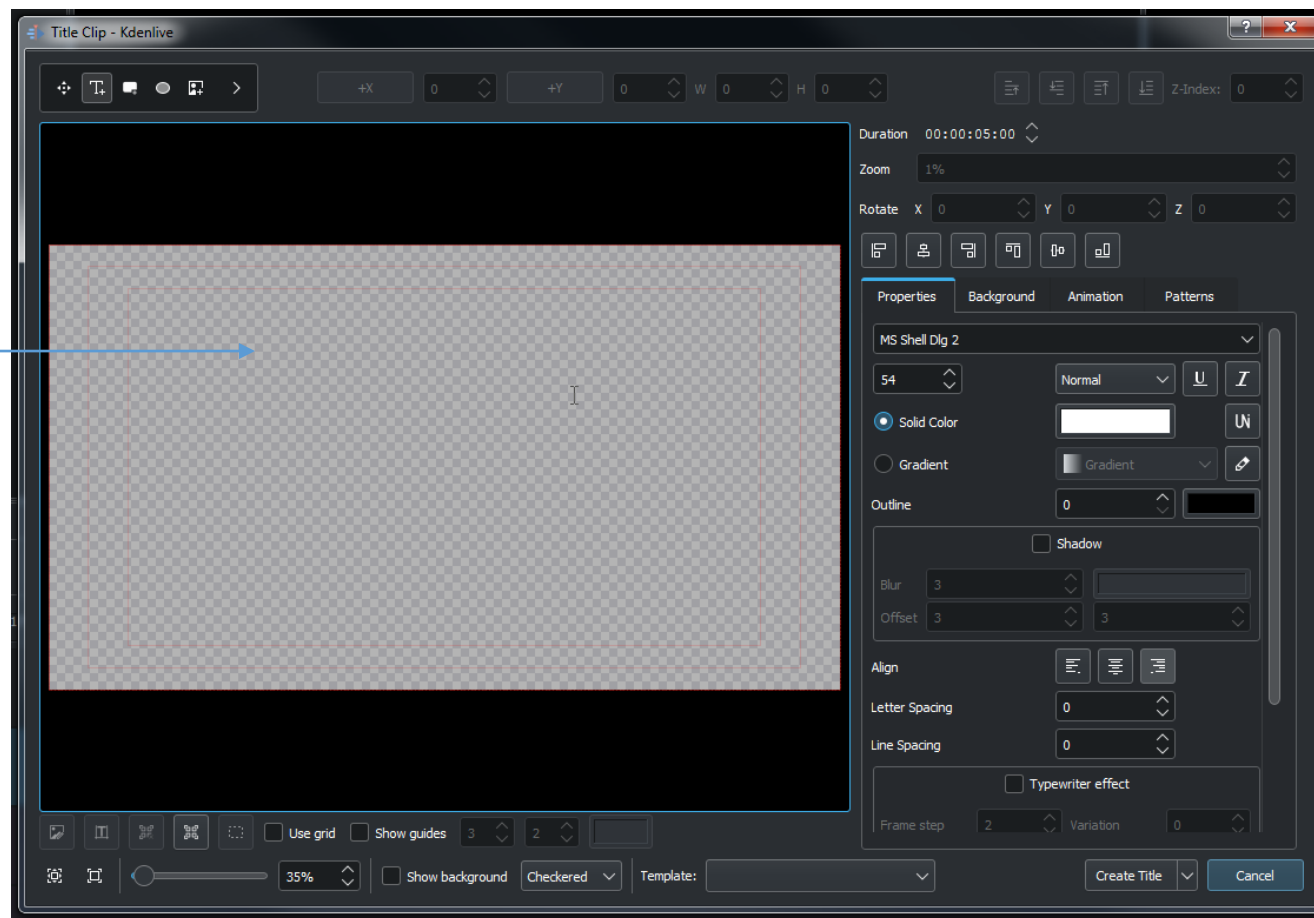 Title Clip - Kdenlive
+X 0 +Y 0 W 0 H 0 Z-Index: 0
Duration 00:00:05:00
Zoom 1%
Rotate X 0 Y 0 Z 0
Properties Background Animation Patterns
MS Shell Dlg 2
54 Normal U I
Solid Color
Gradient Gradient
Outline 0
Shadow
Blur 3
Offset 3 3
Align
Letter Spacing 0
Line Spacing 0
Typewriter effect
Frame step 2 Variation 0
Use grid Show guides 3 2
35% Show background Checkered Template: Create Title Cancel